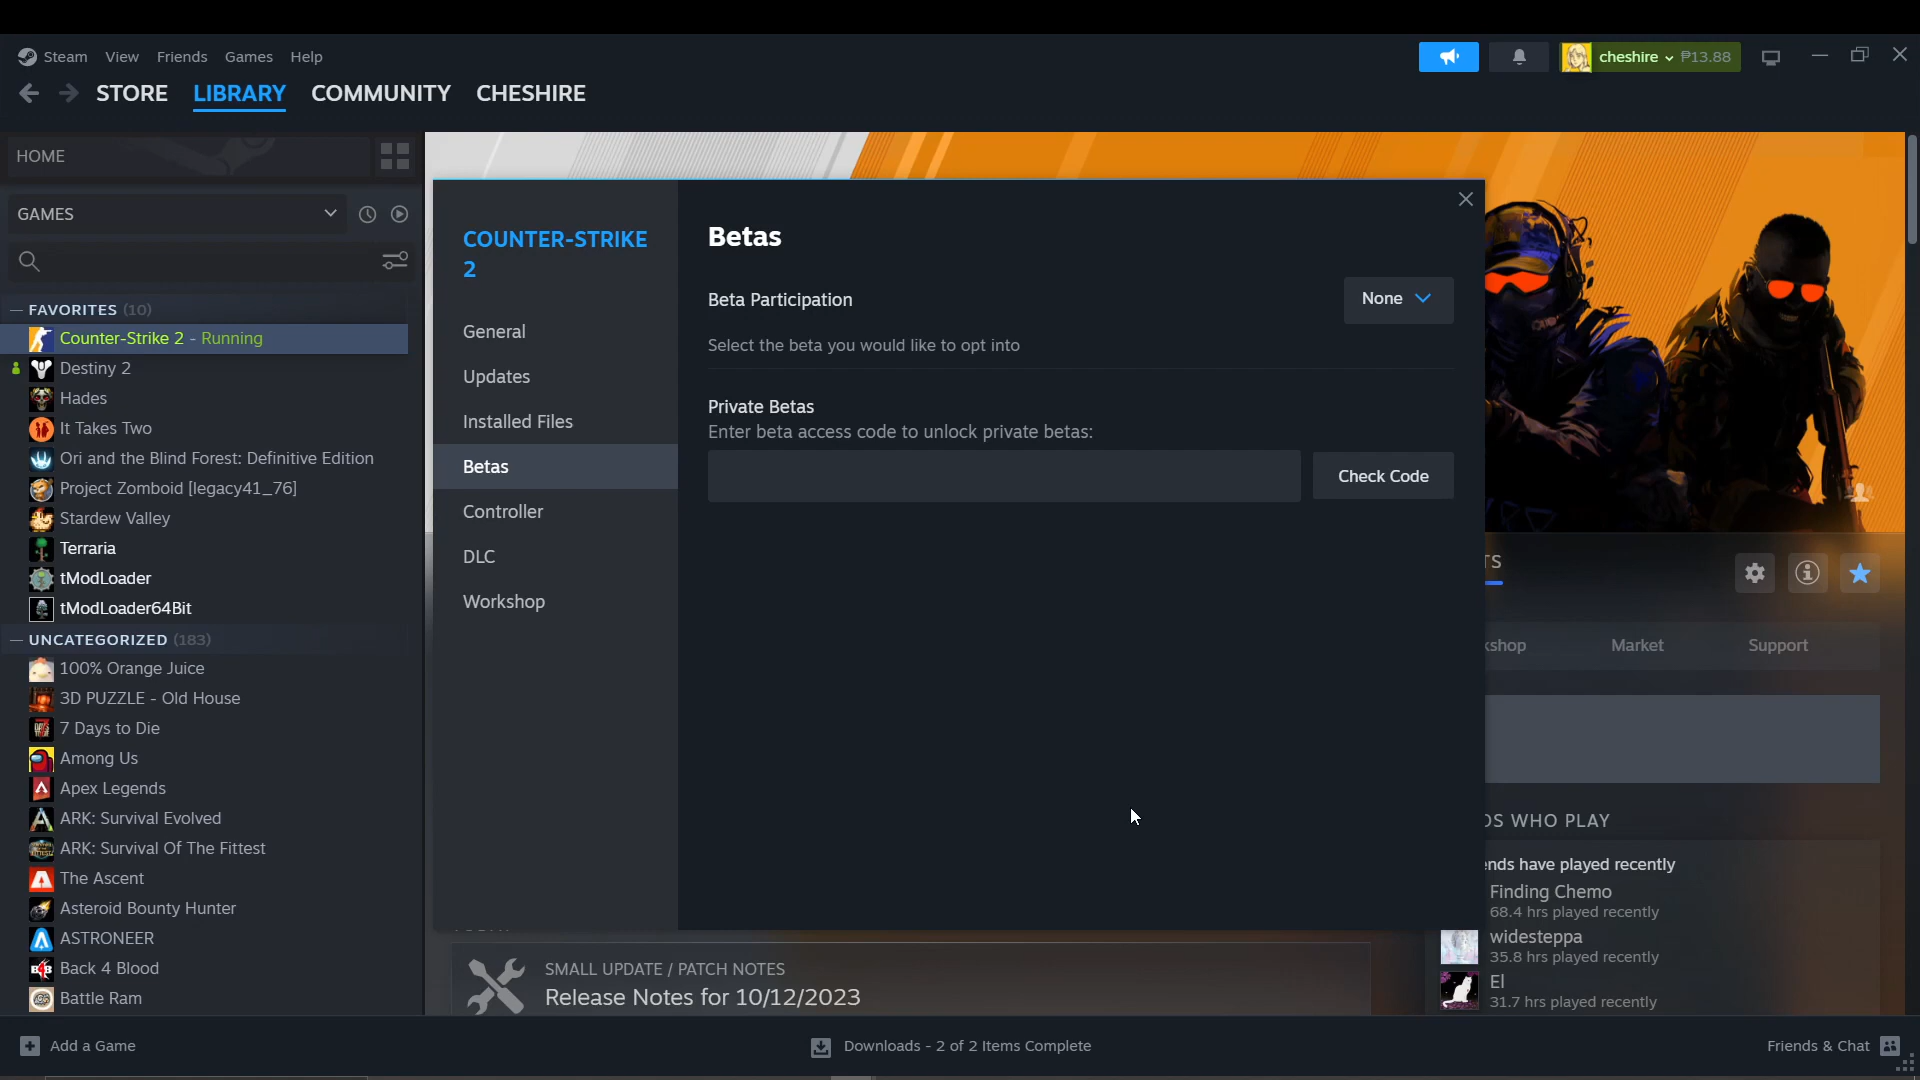 Steam View Friends Games Help
cheshire ₱13.88
STORE LIBRARY COMMUNITY CHESHIRE
HOME
GAMES
— FAVORITES (10)
Counter-Strike 2 - Running
Destiny 2
Hades
It Takes Two
Ori and the Blind Forest: Definitive Edition
Project Zomboid [legacy41_76]
Stardew Valley
Terraria
tModLoader
tModLoader64Bit
— UNCATEGORIZED (183)
100% Orange Juice
3D PUZZLE - Old House
7 Days to Die
Among Us
Apex Legends
ARK: Survival Evolved
ARK: Survival Of The Fittest
The Ascent
Asteroid Bounty Hunter
ASTRONEER
Back 4 Blood
Battle Ram
COUNTER-STRIKE
2
General
Updates
Installed Files
Betas
Controller
DLC
Workshop
Betas
Beta Participation
None
Select the beta you would like to opt into
Private Betas
Enter beta access code to unlock private betas:
Check Code
TS
kshop Market Support
DS WHO PLAY
ends have played recently
Finding Chemo
68.4 hrs played recently
widesteppa
35.8 hrs played recently
El
31.7 hrs played recently
SMALL UPDATE / PATCH NOTES
Release Notes for 10/12/2023
Add a Game
Downloads - 2 of 2 Items Complete
Friends & Chat